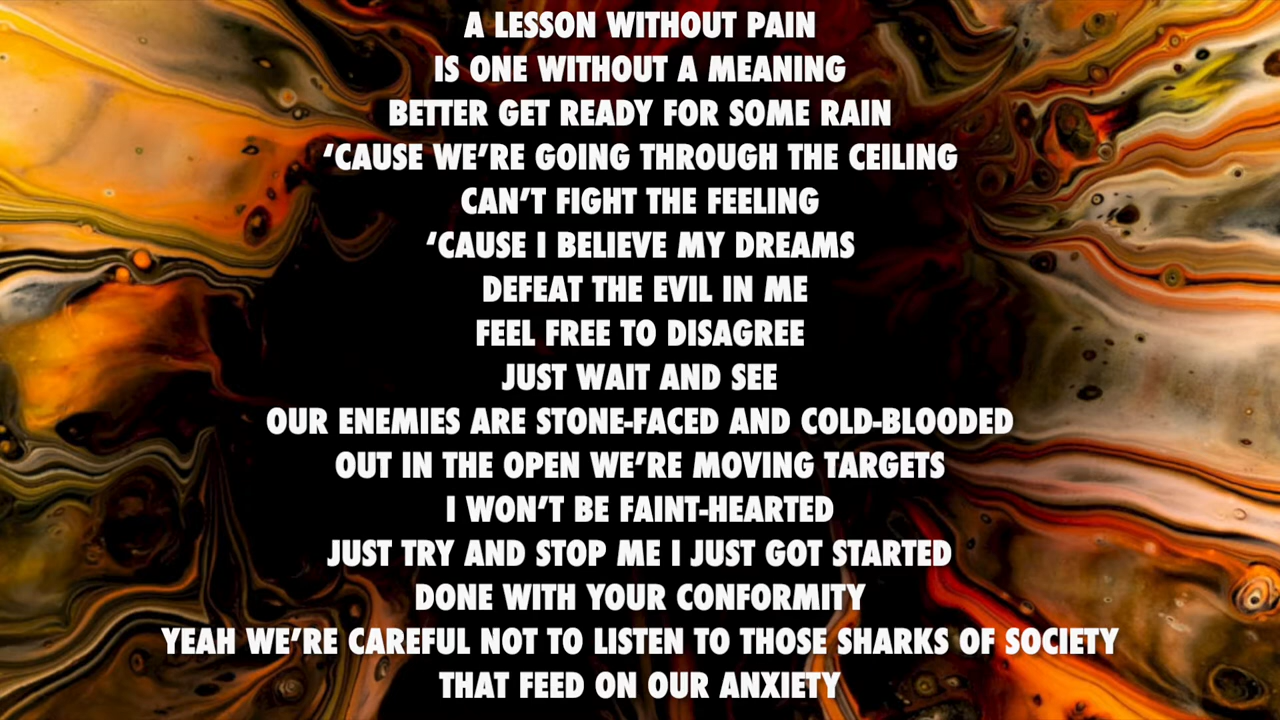 A LESSON WITHOUT PAIN
IS ONE WITHOUT A MEANING
BETTER GET READY FOR SOME RAIN
‘CAUSE WE’RE GOING THROUGH THE CEILING
CAN’T FIGHT THE FEELING
‘CAUSE I BELIEVE MY DREAMS
DEFEAT THE EVIL IN ME
FEEL FREE TO DISAGREE
JUST WAIT AND SEE
OUR ENEMIES ARE STONE-FACED AND COLD-BLOODED
OUT IN THE OPEN WE’RE MOVING TARGETS
I WON’T BE FAINT-HEARTED
JUST TRY AND STOP ME I JUST GOT STARTED
DONE WITH YOUR CONFORMITY
YEAH WE’RE CAREFUL NOT TO LISTEN TO THOSE SHARKS OF SOCIETY
THAT FEED ON OUR ANXIETY